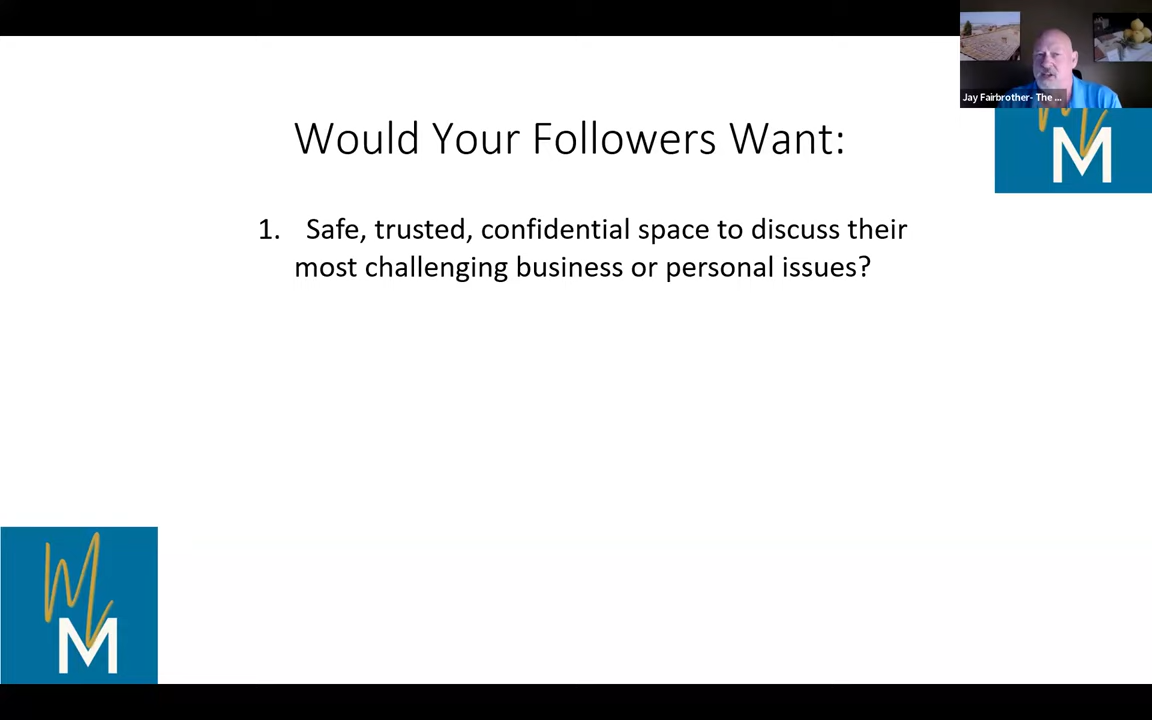 Jay Fairbrother- The ...
Would Your Followers Want:
M
1. Safe, trusted, confidential space to discuss their
most challenging business or personal issues?
M
M